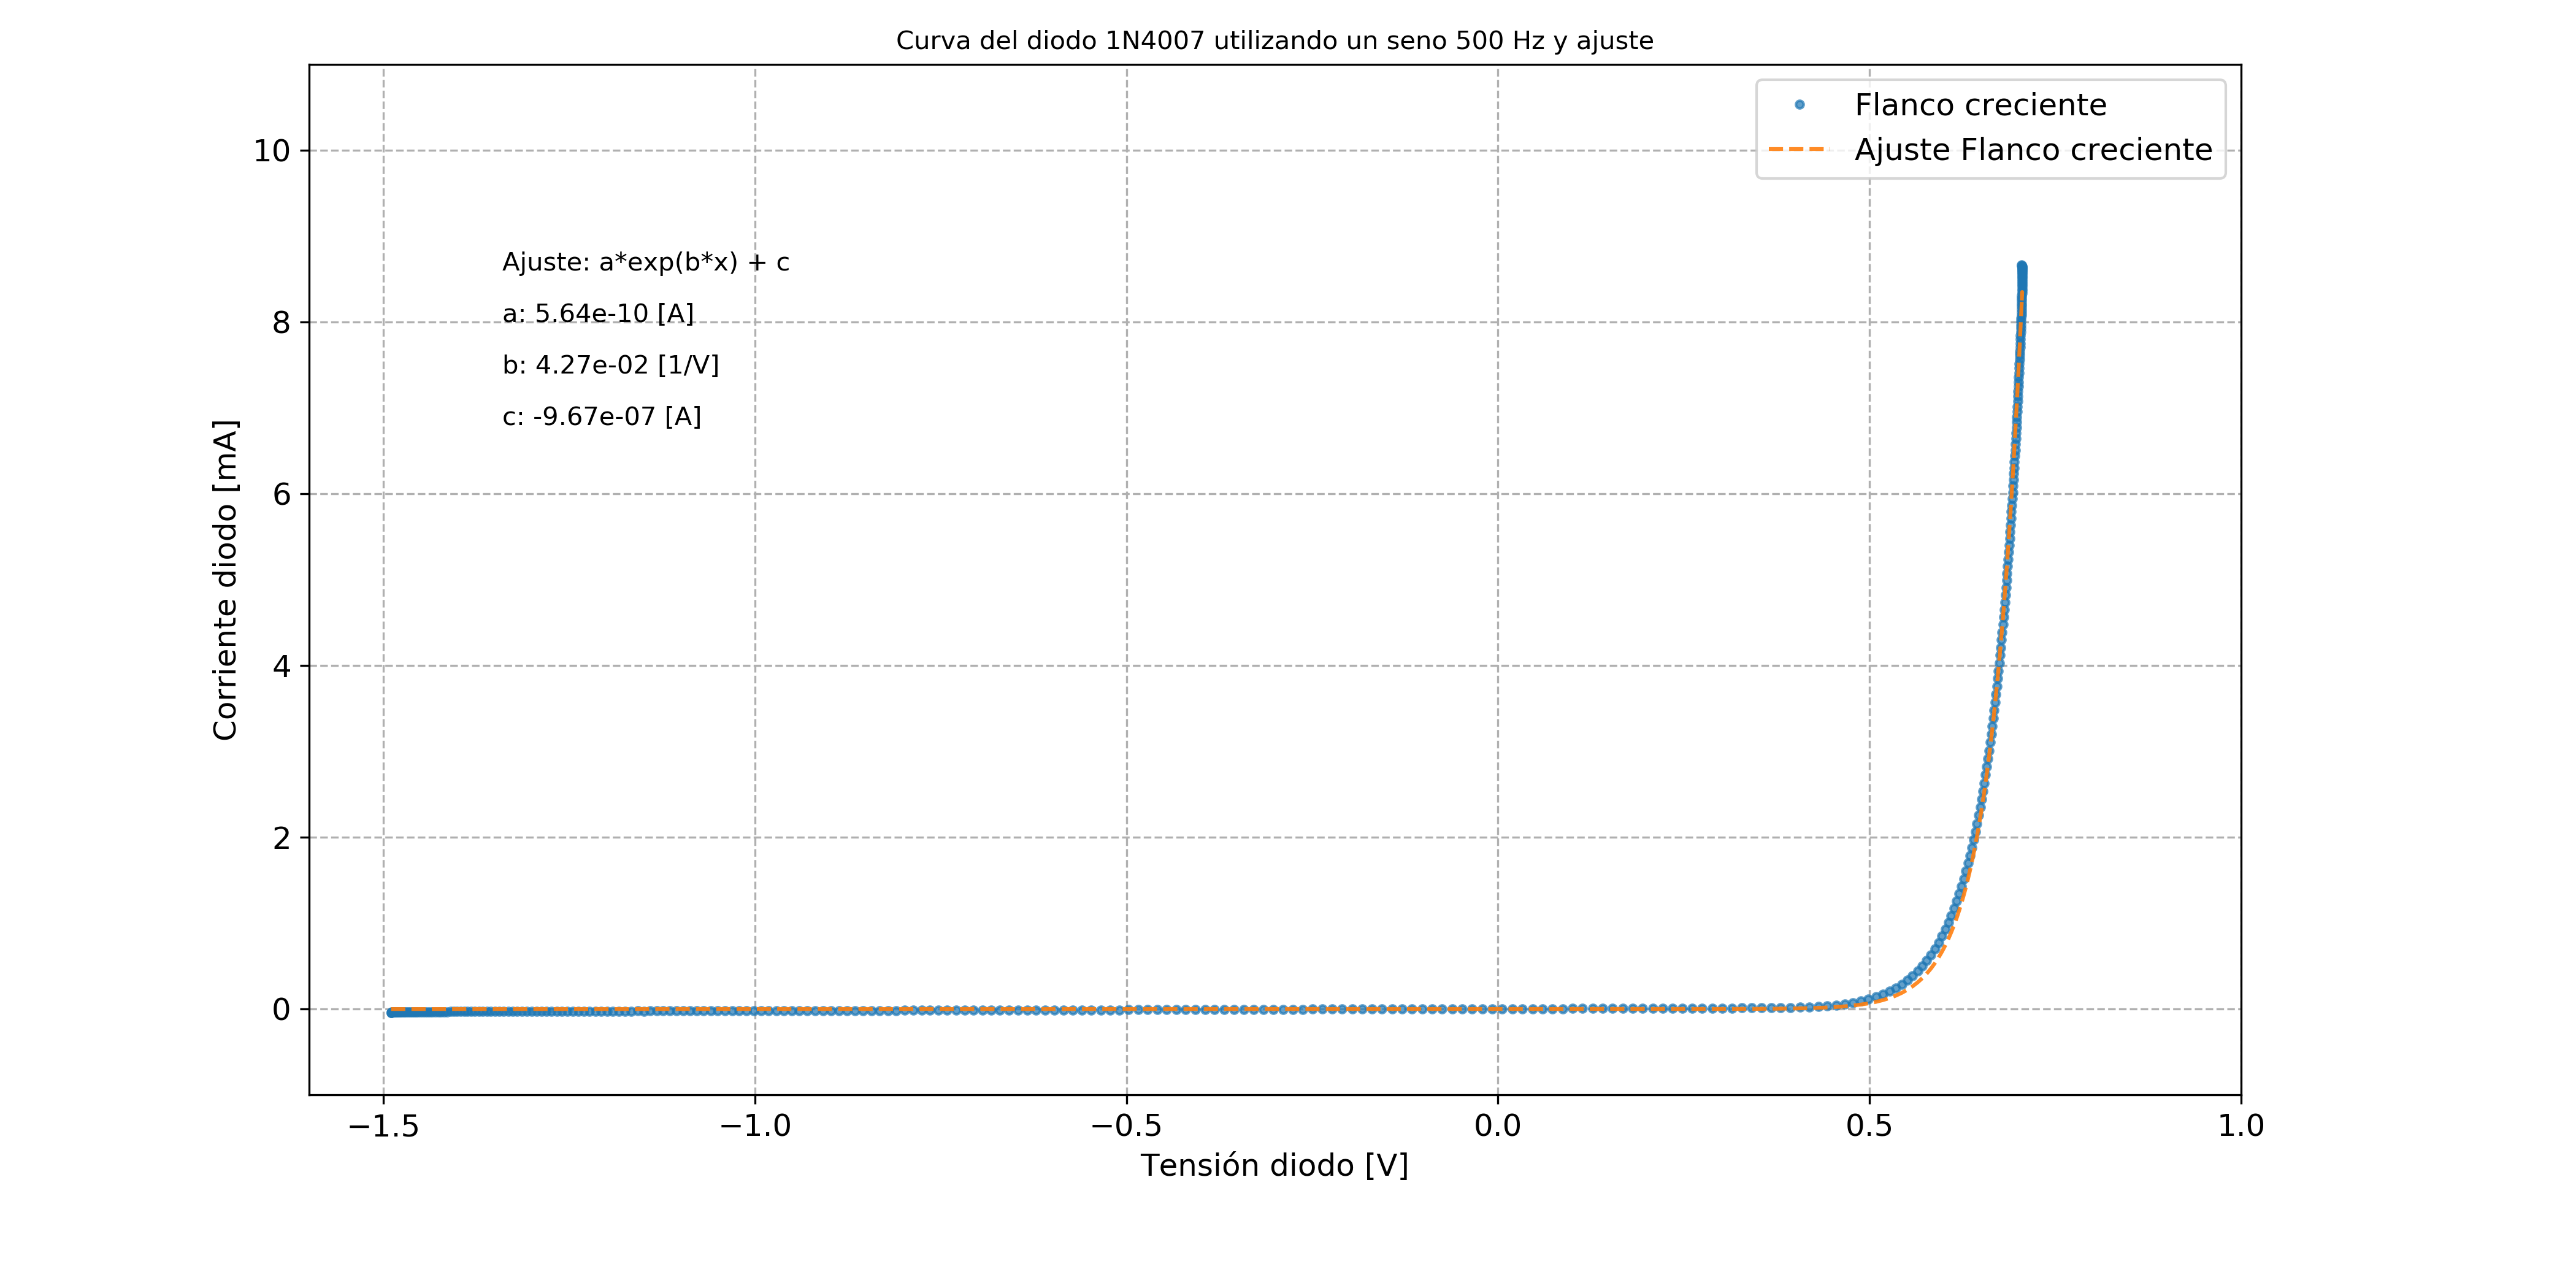 Curva del diodo 1N4007 utilizando un seno 500 Hz y ajuste
Flanco creciente
Ajuste Flanco creciente
Ajuste: a*exp(b*x) + c
a: 5.64e-10 [A]
b: 4.27e-02 [1/V]
c: -9.67e-07 [A]
Corriente diodo [mA]
10
8
6
4
2
0
−1.5 −1.0 −0.5 0.0 0.5 1.0
Tensión diodo [V]